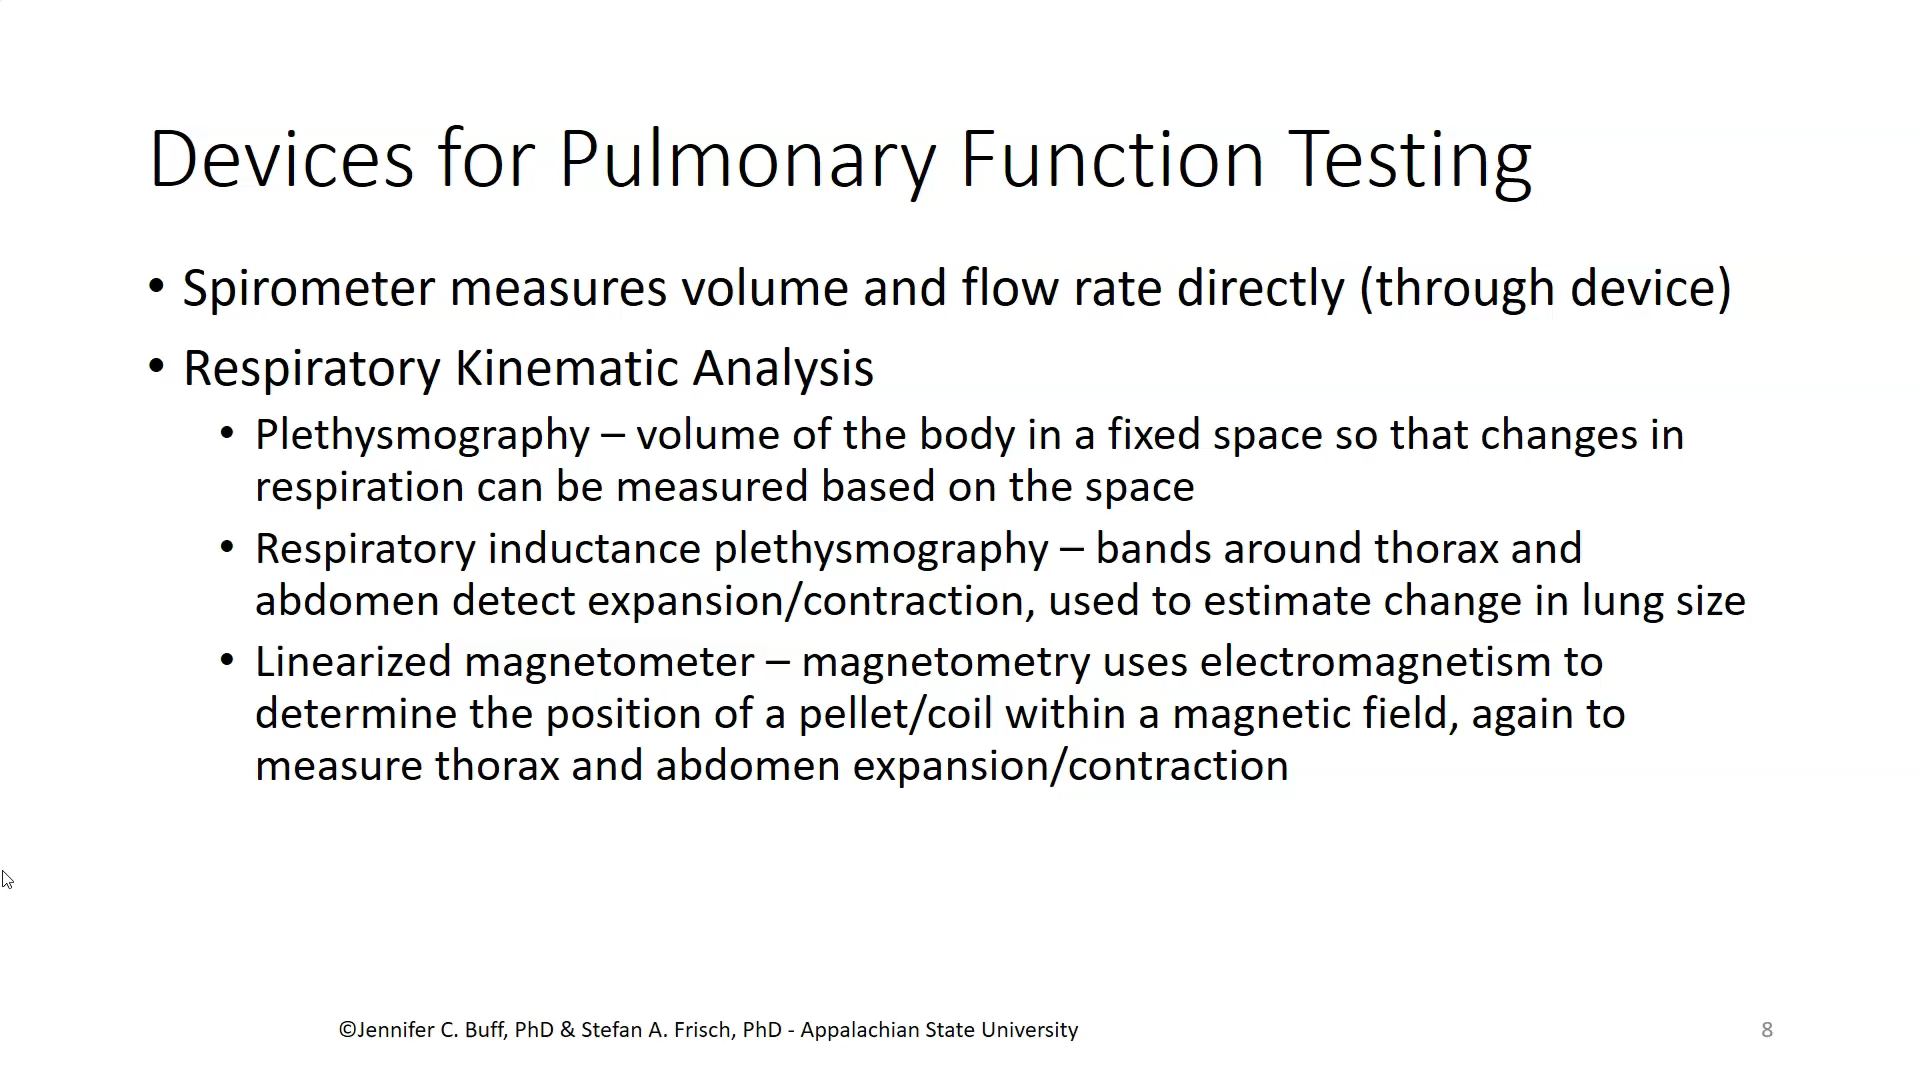 Devices for Pulmonary Function Testing
• Spirometer measures volume and flow rate directly (through device)
• Respiratory Kinematic Analysis
• Plethysmography – volume of the body in a fixed space so that changes in
respiration can be measured based on the space
• Respiratory inductance plethysmography – bands around thorax and
abdomen detect expansion/contraction, used to estimate change in lung size
• Linearized magnetometer – magnetometry uses electromagnetism to
determine the position of a pellet/coil within a magnetic field, again to
measure thorax and abdomen expansion/contraction
©Jennifer C. Buff, PhD & Stefan A. Frisch, PhD - Appalachian State University
8